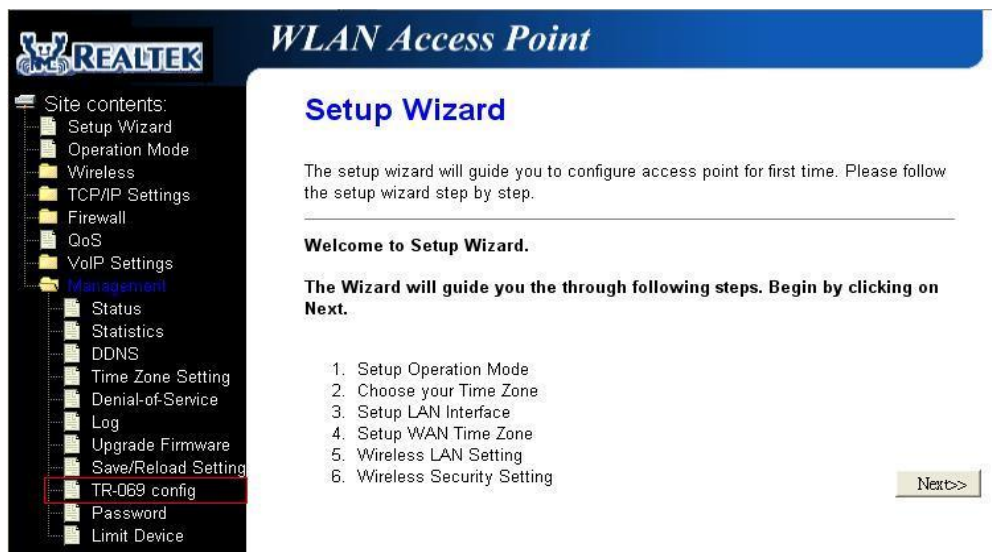 REALTEK
WLAN Access Point
Site contents:
Setup Wizard
Operation Mode
Wireless
TCP/IP Settings
Firewall
QoS
VoIP Settings
Management
Status
Statistics
DDNS
Time Zone Setting
Denial-of-Service
Log
Upgrade Firmware
Save/Reload Setting
TR-069 config
Password
Limit Device
Setup Wizard
The setup wizard will guide you to configure access point for first time. Please follow
the setup wizard step by step.
Welcome to Setup Wizard.
The Wizard will guide you the through following steps. Begin by clicking on
Next.
1. Setup Operation Mode
2. Choose your Time Zone
3. Setup LAN Interface
4. Setup WAN Time Zone
5. Wireless LAN Setting
6. Wireless Security Setting
Next>>